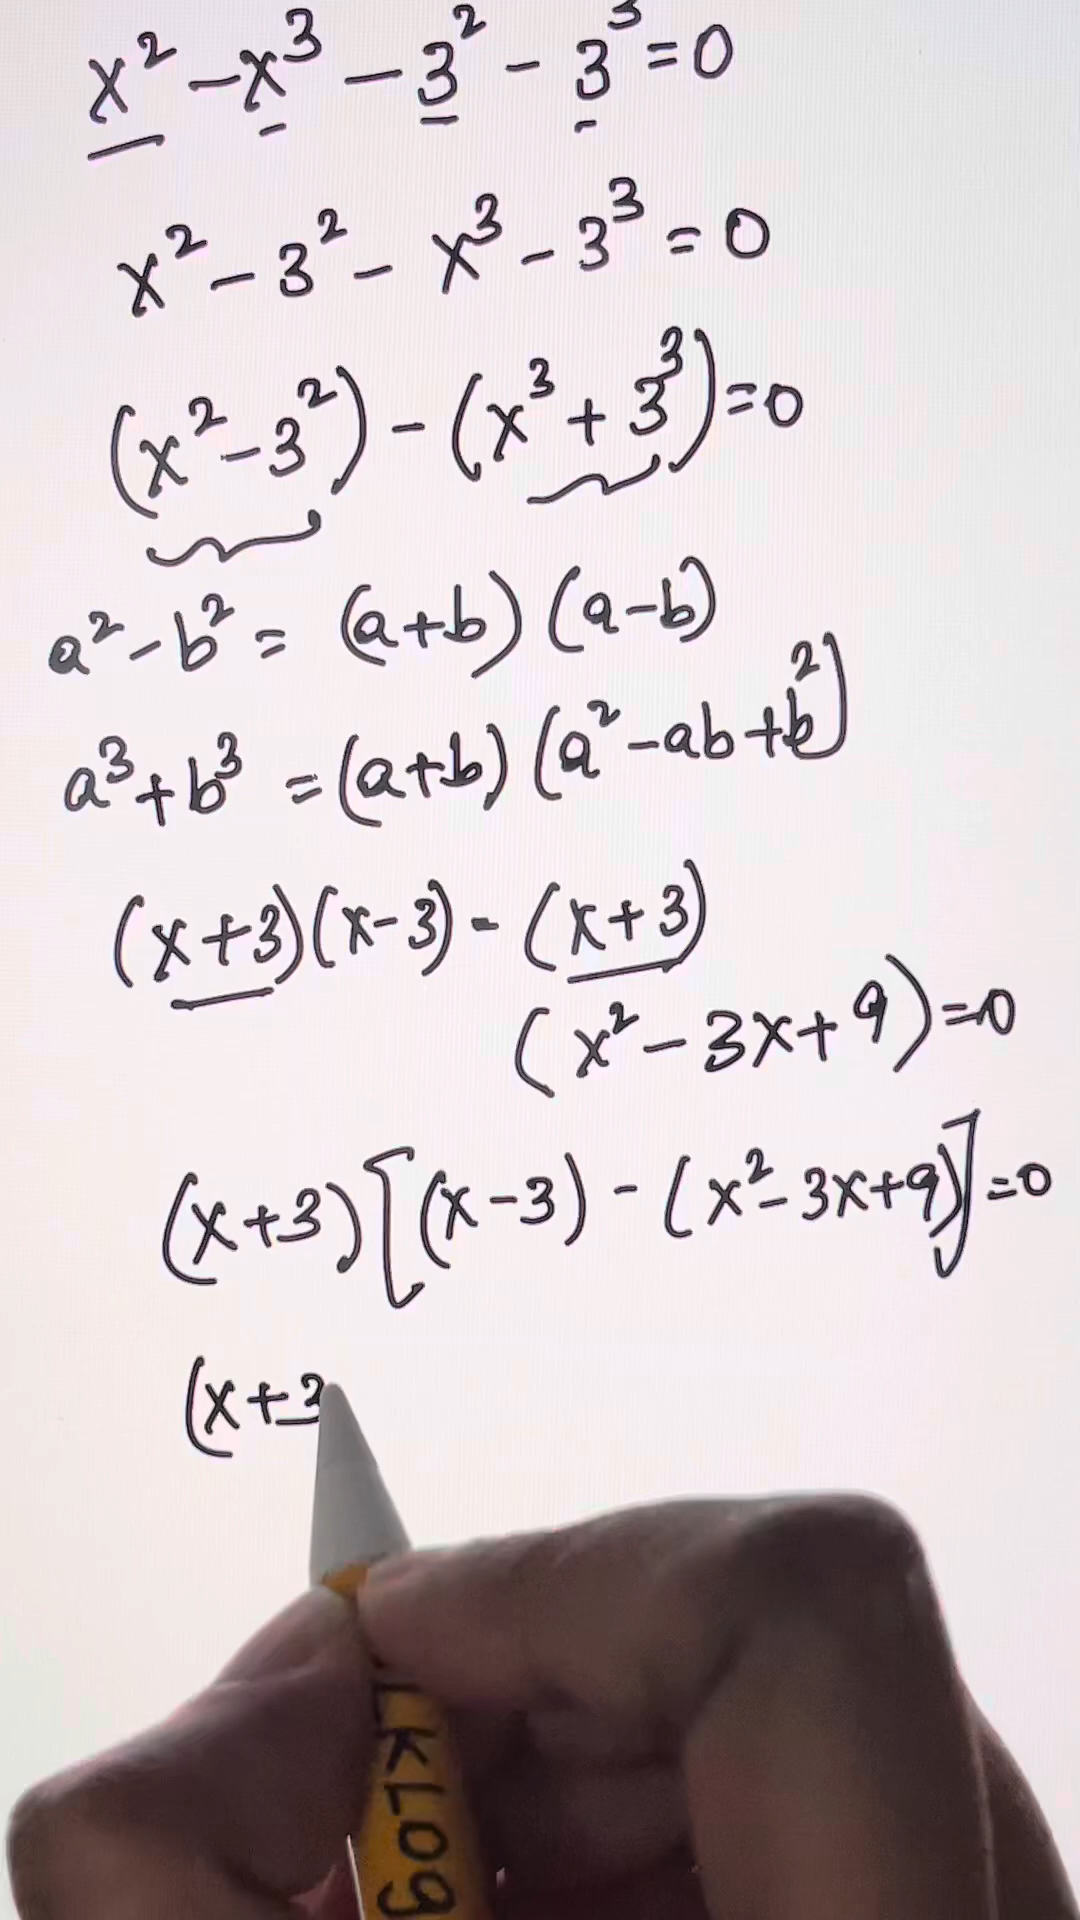 x² - x³ - 3² - 3³ = 0
x² - 3² - x³ - 3³ = 0
(x² - 3²) - (x³ + 3³) = 0
a² - b² = (a+b) (a-b)
a³ + b³ = (a+b) (a² - ab + b²)
(x+3)(x-3) - (x+3)
(x² - 3x + 9) = 0
(x+3) [(x-3) - (x² - 3x + 9)] = 0
(x+3
LKLOG